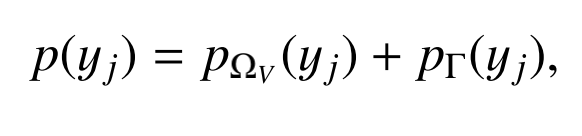 p(y_j) = p_{Ω_V}(y_j) + p_Γ(y_j),